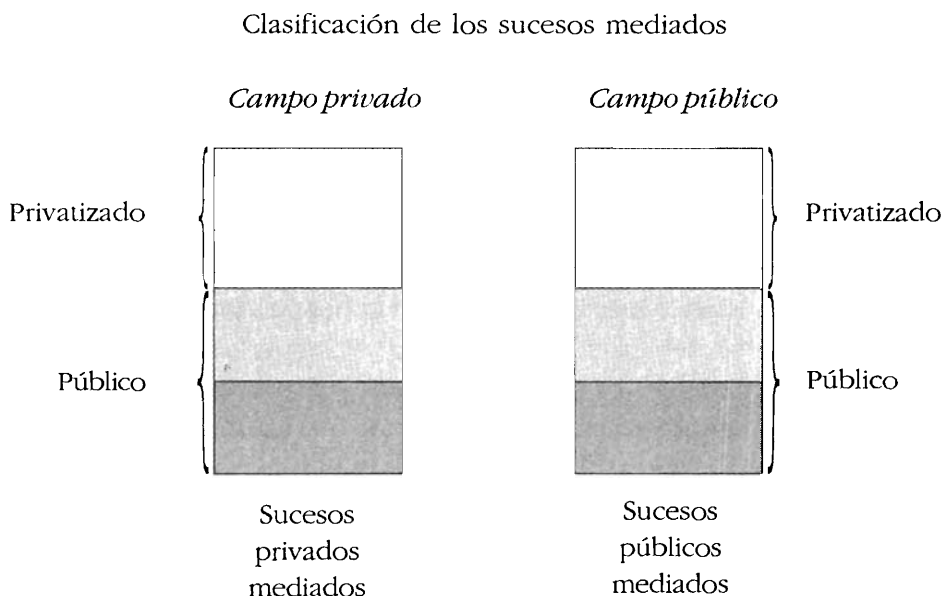 Clasificación de los sucesos mediados
Campo privado
Campo público
Privatizado
Privatizado
Público
Público
Sucesos
privados
mediados
Sucesos
públicos
mediados